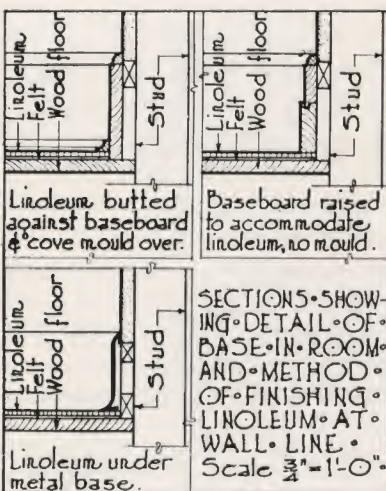 Linoleum
Felt
Wood floor
Stud
Linoleum butted
against baseboard
& cove mould over.
Linoleum
Felt
Wood floor
Stud
Baseboard raised
to accommodate
linoleum, no mould.
Linoleum
Felt
Wood floor
Stud
Linoleum under
metal base.
SECTIONS·SHOW-
ING·DETAIL·OF·
BASE·IN·ROOM
AND·METHOD·
OF·FINISHING·
LINOLEUM·AT·
WALL·LINE·
Scale 3/4" = 1'-0"·